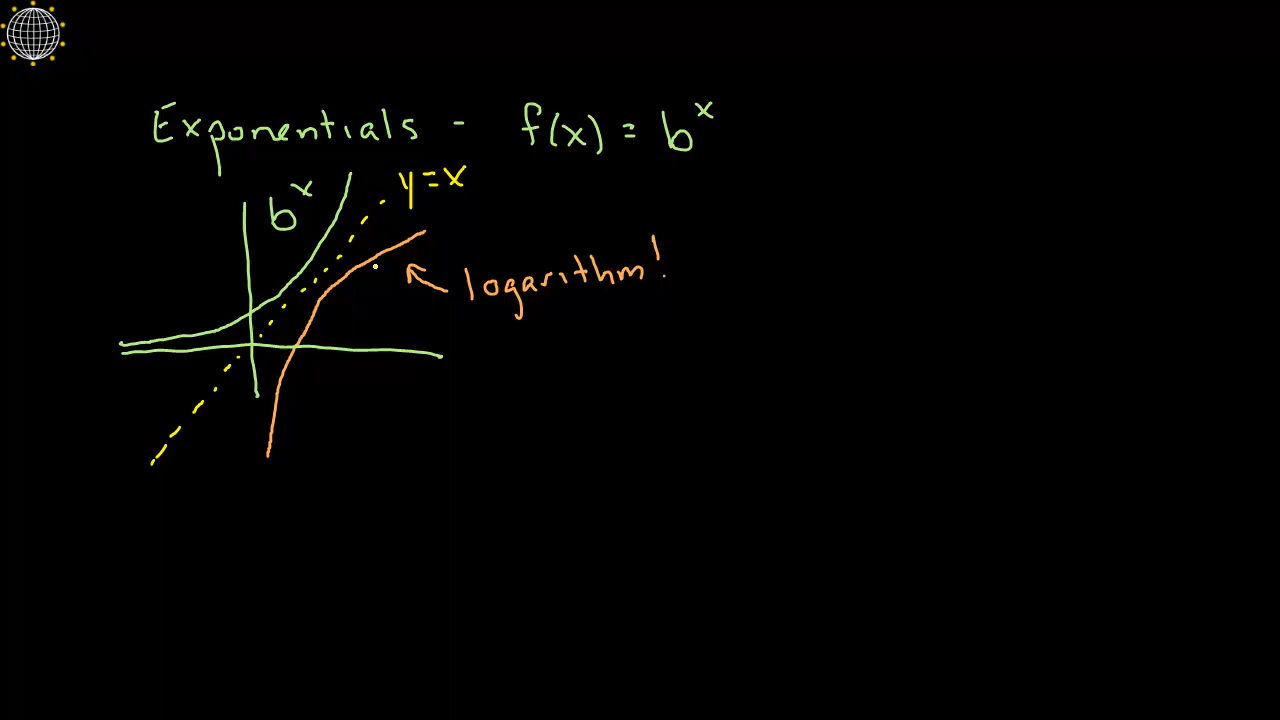 Exponentials - f(x) = b^x
y=x
b^x
logarithm!